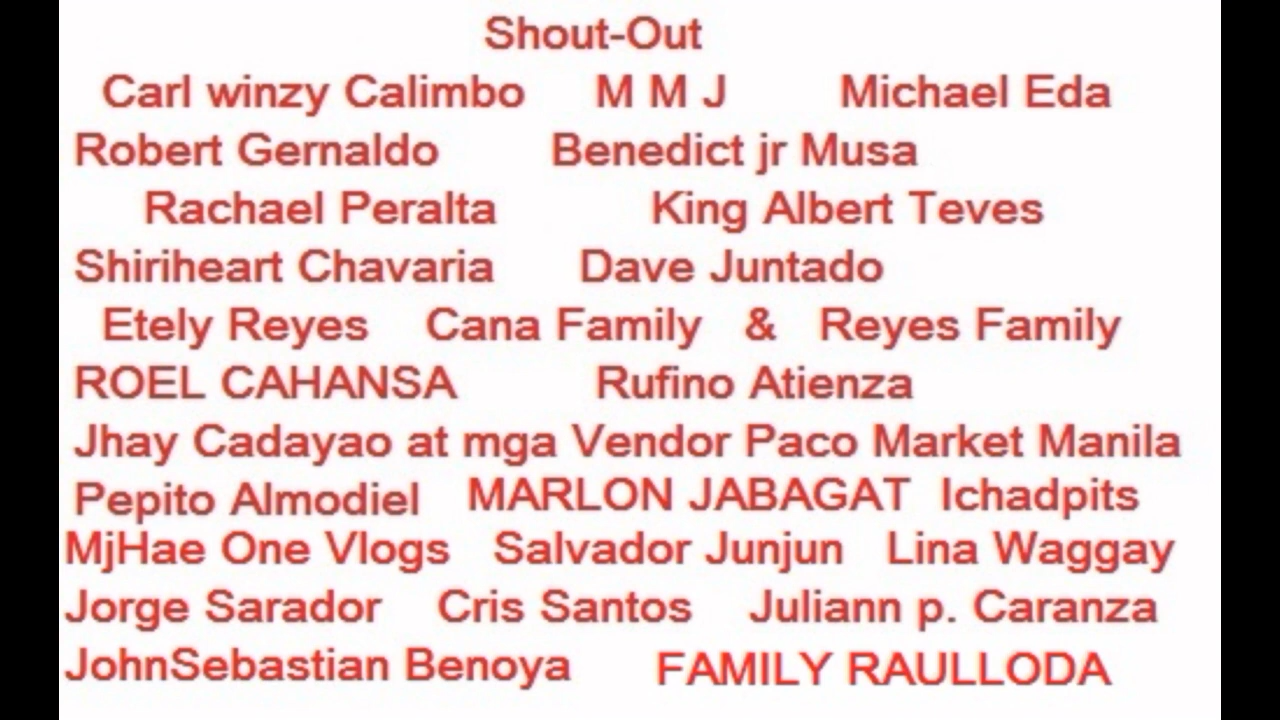 Shout-Out
Carl winzy Calimbo M M J Michael Eda
Robert Gernaldo Benedict jr Musa
Rachael Peralta King Albert Teves
Shiriheart Chavaria Dave Juntado
Etely Reyes Cana Family & Reyes Family
ROEL CAHANSA Rufino Atienza
Jhay Cadayao at mga Vendor Paco Market Manila
Pepito Almodiel MARLON JABAGAT Ichadpits
MjHae One Vlogs Salvador Junjun Lina Waggay
Jorge Sarador Cris Santos Juliann p. Caranza
JohnSebastian Benoya FAMILY RAULLODA